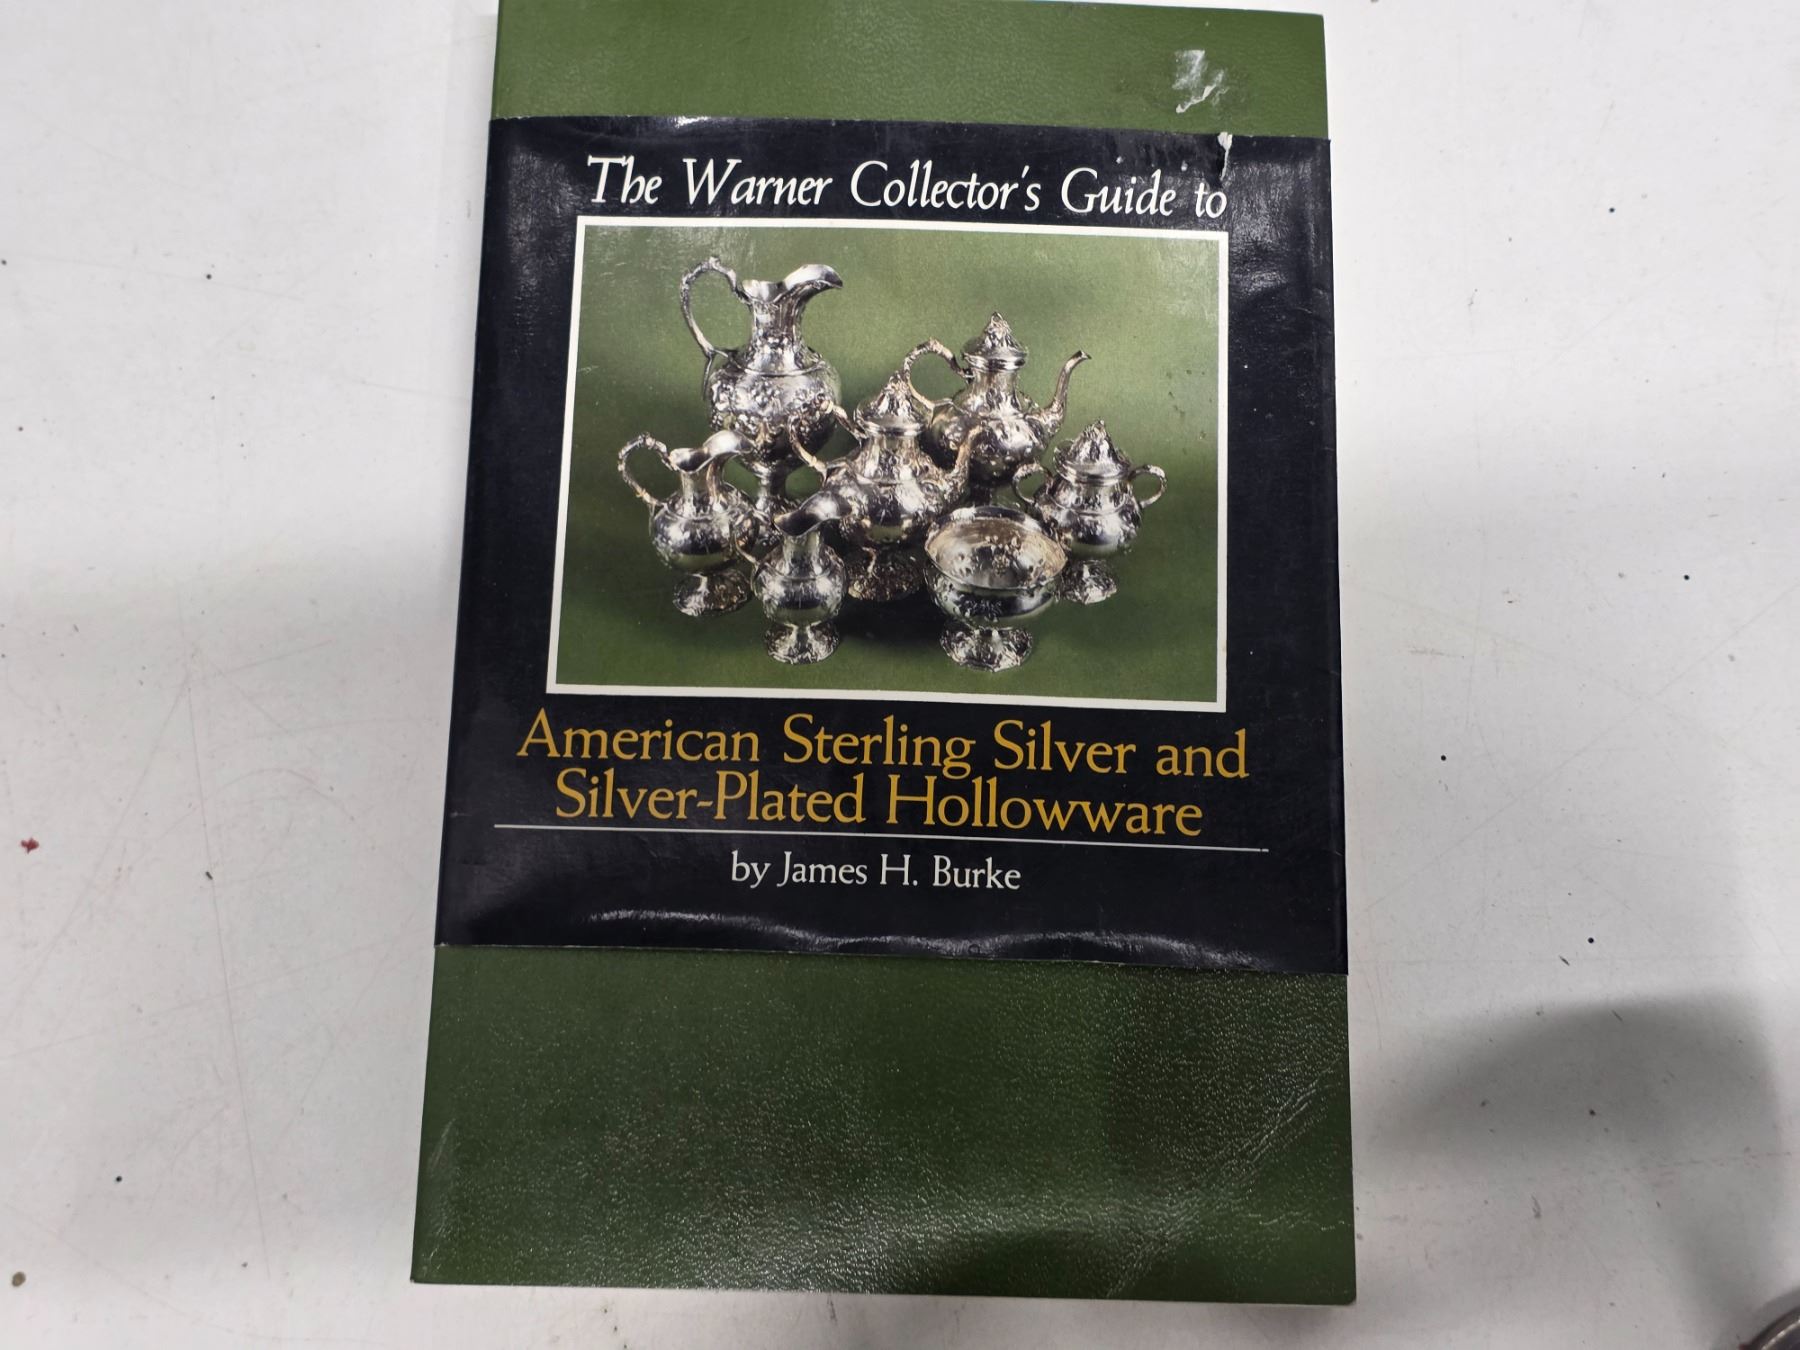 The Warner Collector's Guide to
American Sterling Silver and
Silver-Plated Hollowware
by James H. Burke